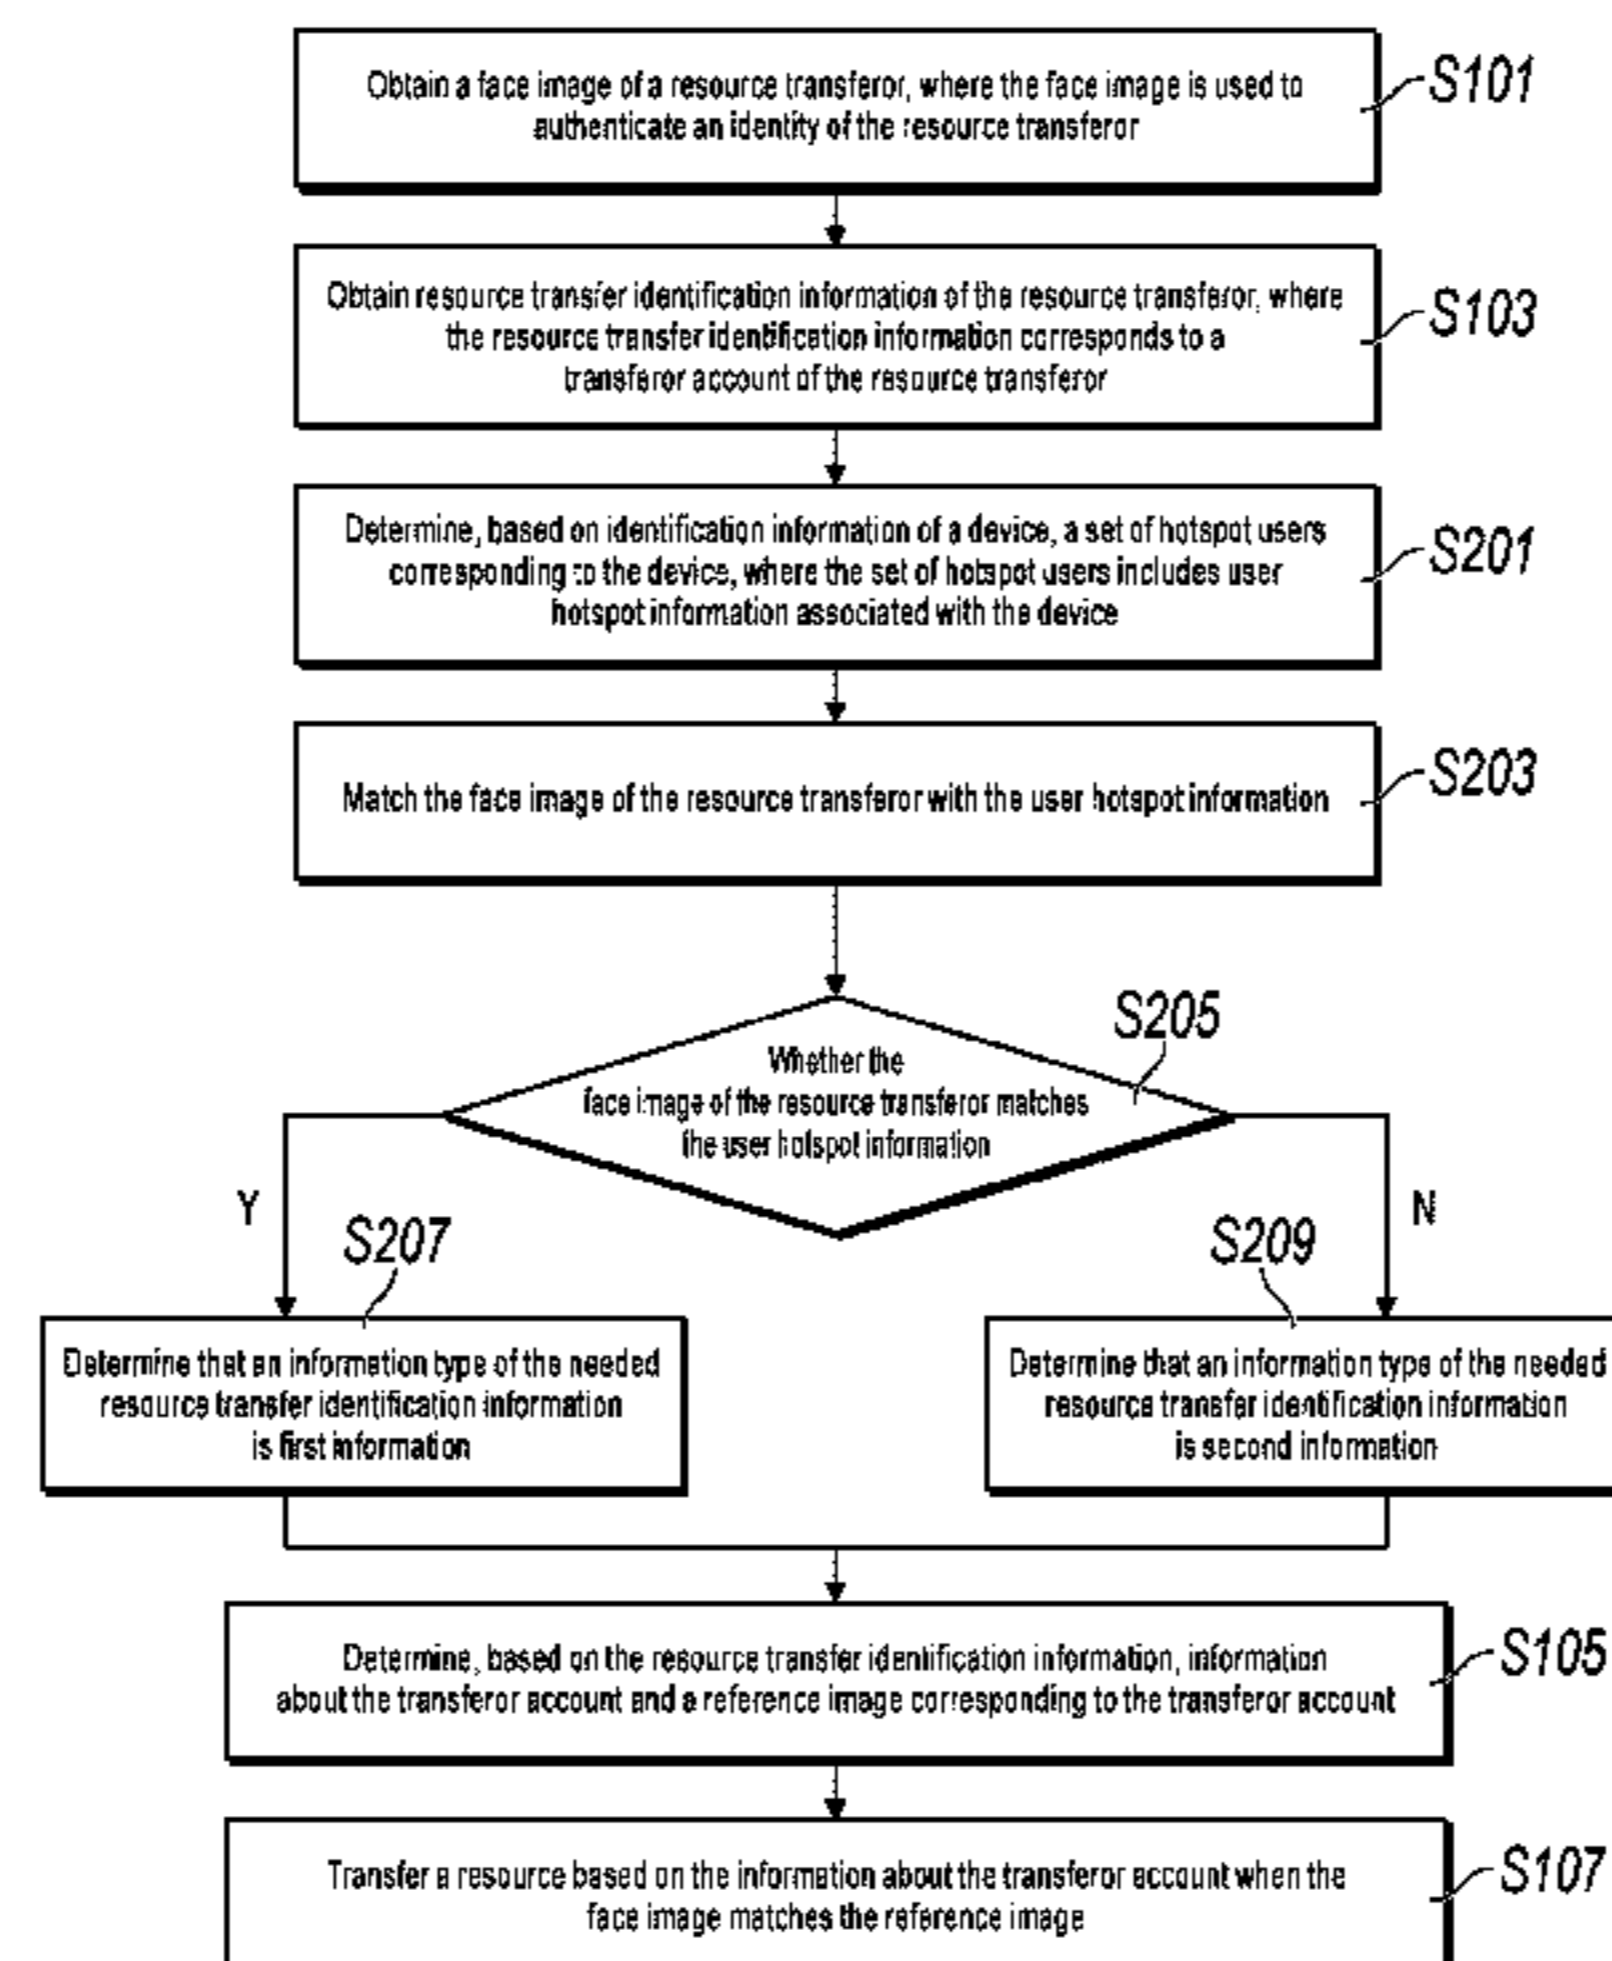 Obtain a face image of a resource transferor, where the face image is used to
authenticate an identity of the resource transferor
S101
Obtain resource transfer identification information of the resource transferor, where
the resource transfer identification information corresponds to a
transferor account of the resource transferor
S103
Determine, based on identification information of a device, a set of hotspot users
corresponding to the device, where the set of hotspot users includes user
hotspot information associated with the device
S201
Match the face image of the resource transferor with the user hotspot information
S203
Whether the
face image of the resource transferor matches
the user hotspot information
S205
Y
N
S207
Determine that an information type of the needed
resource transfer identification information
is first information
S209
Determine that an information type of the needed
resource transfer identification information
is second information
Determine, based on the resource transfer identification information, information
about the transferor account and a reference image corresponding to the transferor account
S105
Transfer a resource based on the information about the transferor account when the
face image matches the reference image
S107